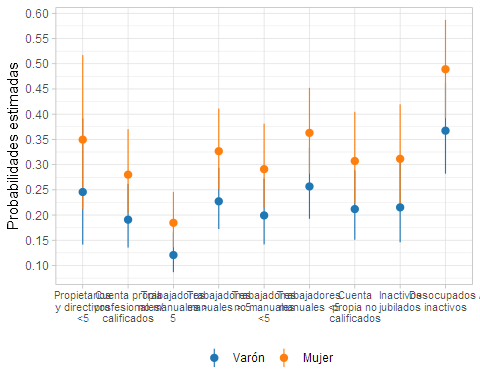 0.60
0.55
0.50
0.45
0.40
0.35
0.30
0.25
0.20
0.15
0.10
Probabilidades estimadas
Propietarios
y directivos
<5
Cuenta propia
profesionales
calificados
Trabajadores
manuales
5
Trabajadores
manuales
5
Trabajadores
manuales
<5
Trabajadores
manuales
<5
Cuenta
propia no
calificados
Inactivos
jubilados
Desocupados
inactivos
Varón
Mujer